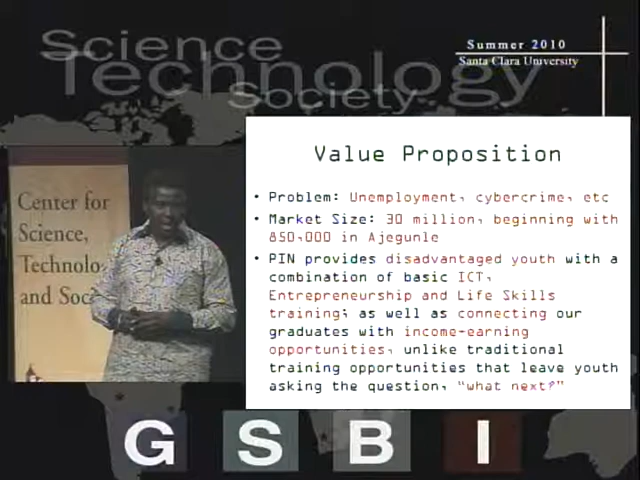 Science
Technology
Society
Summer 2010
Santa Clara University
Center for
Science,
Technolo
and Soc
Value Proposition
• Problem: Unemployment, cybercrime, etc
• Market Size: 30 million, beginning with
850,000 in Ajegunle
• PIN provides disadvantaged youth with a
combination of basic ICT,
Entrepreneurship and Life Skills
training; as well as connecting our
graduates with income-earning
opportunities, unlike traditional
training opportunities that leave youth
asking the question, "what next?"
G S B I